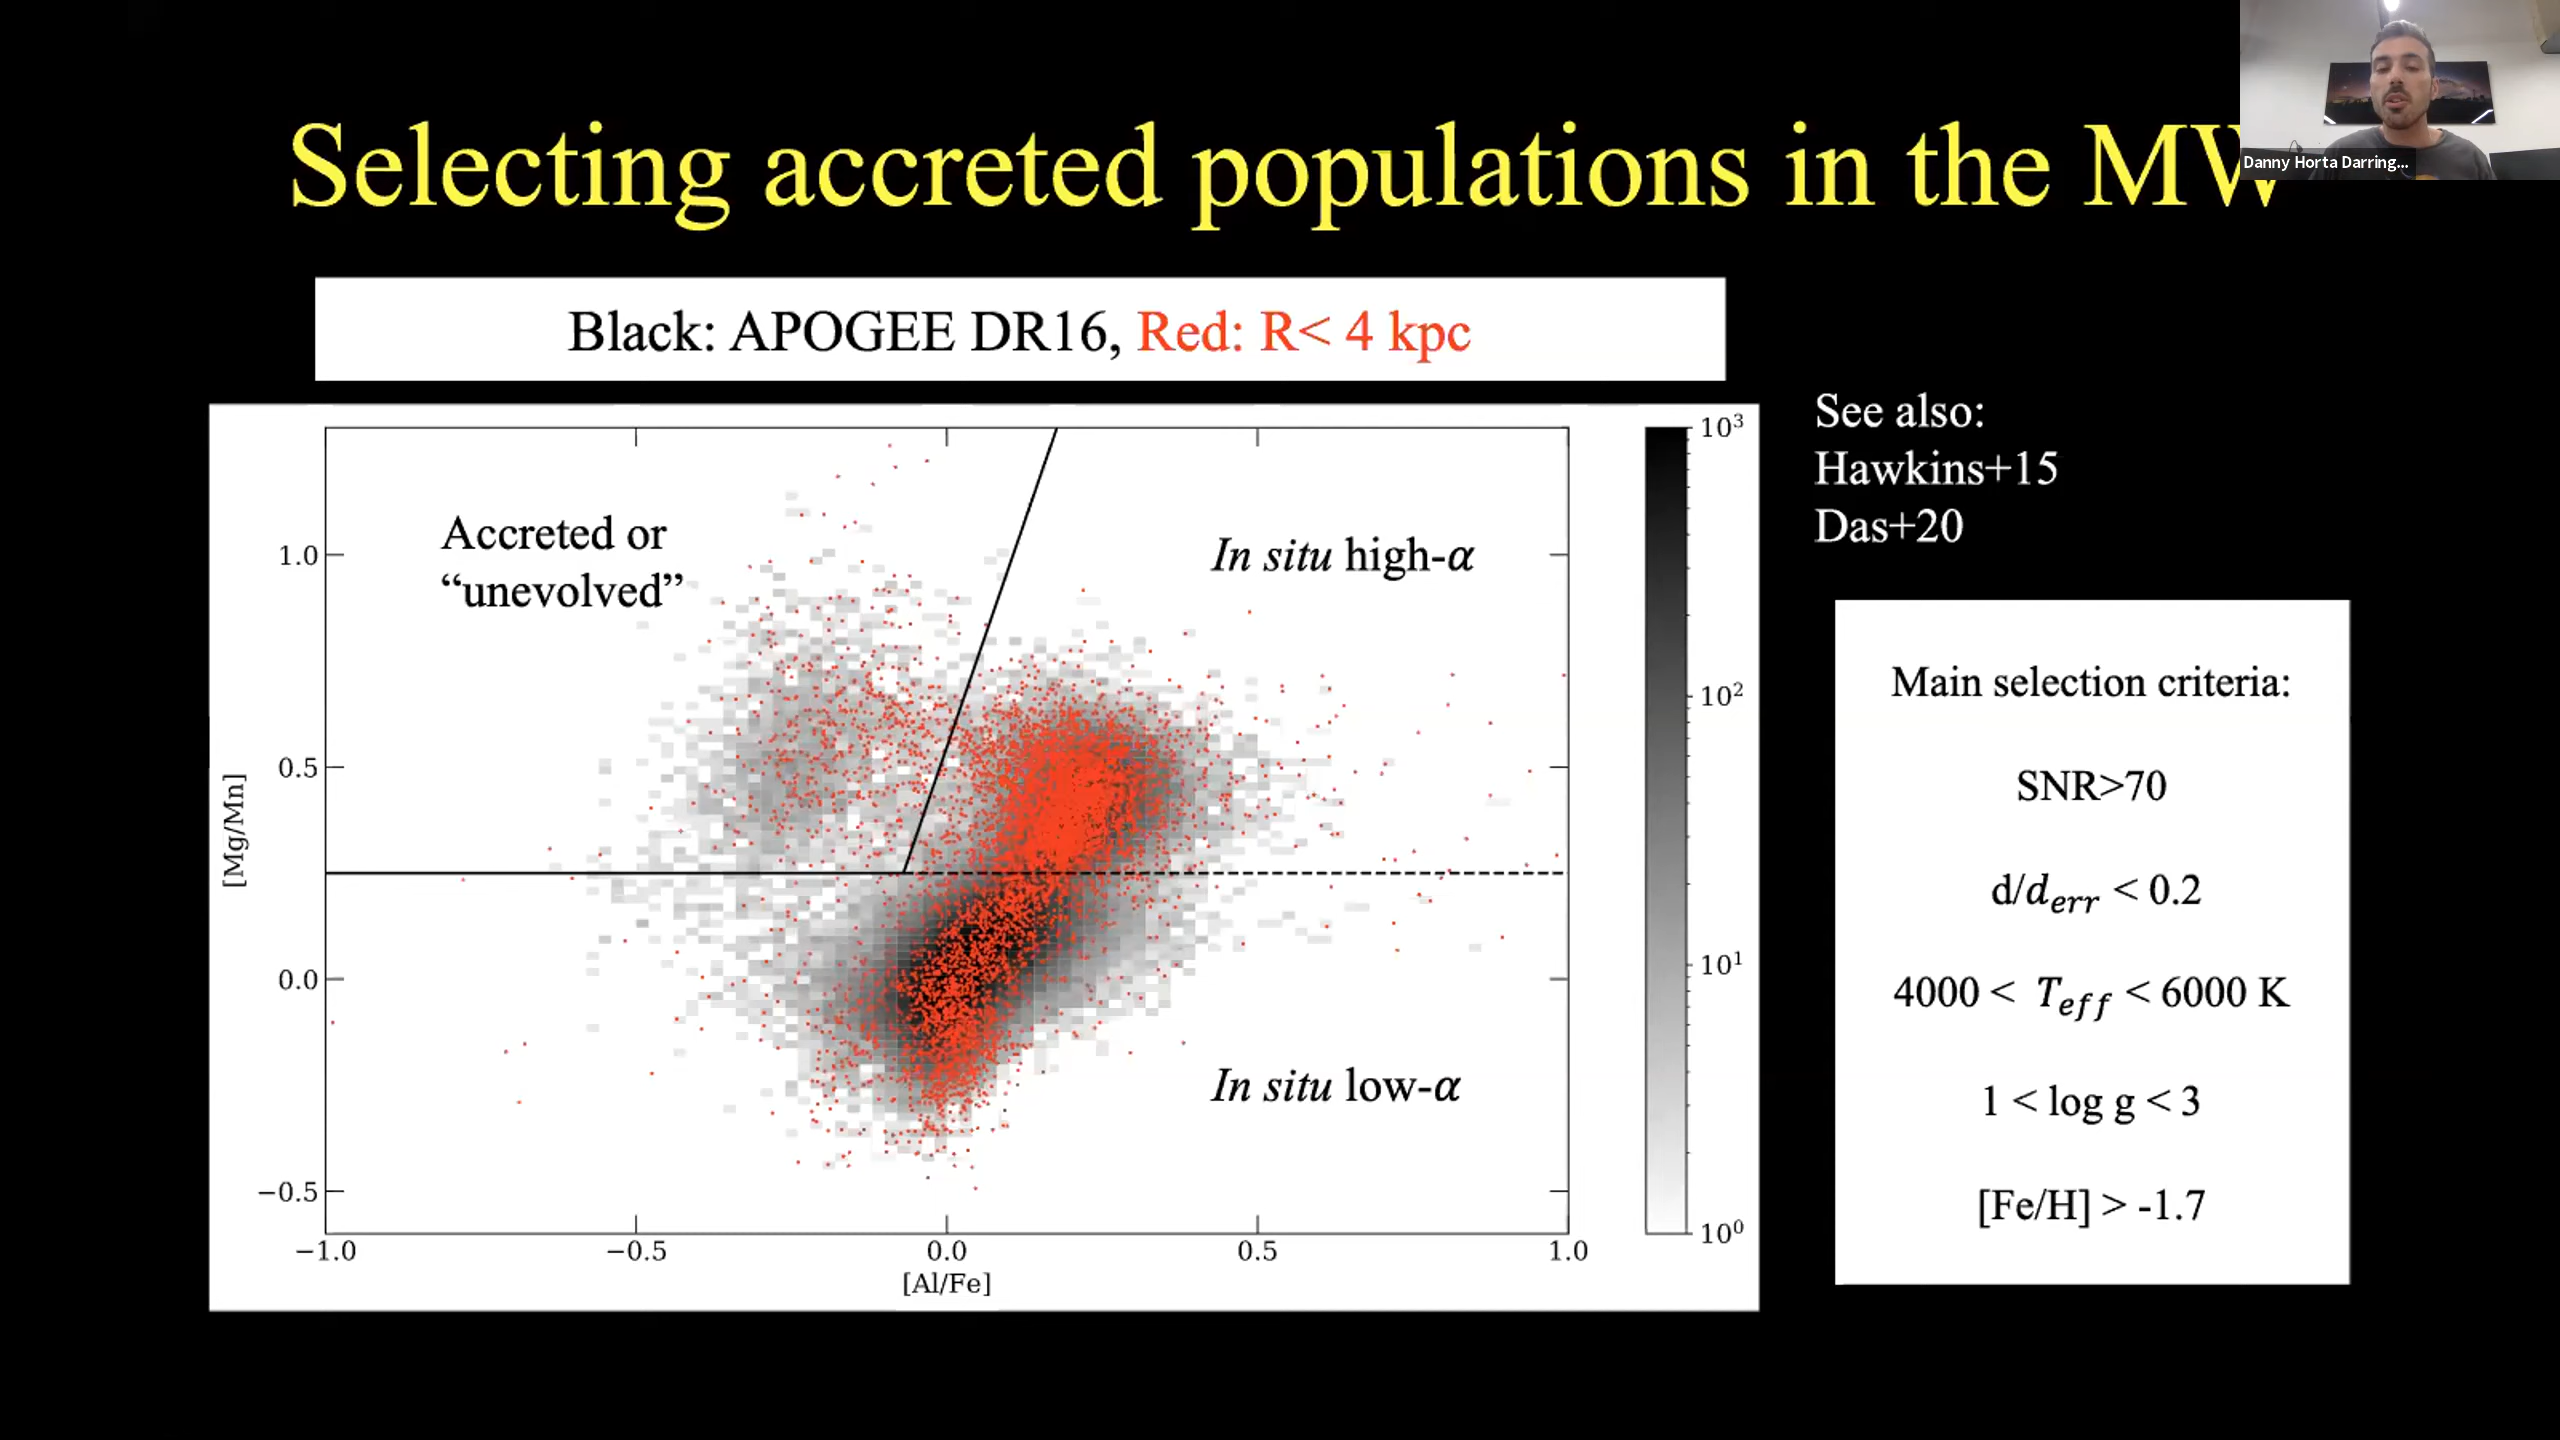 Selecting accreted populations in the MW
Danny Horta Darring...
Black: APOGEE DR16, Red: R< 4 kpc
See also:
Hawkins+15
Das+20
Accreted or
“unevolved”
In situ high-α
In situ low-α
[Mg/Mn]
1.0
0.5
0.0
−0.5
−1.0
−0.5
0.0
0.5
1.0
[Al/Fe]
10³
10²
10¹
10⁰
Main selection criteria:
SNR>70
d/d_err < 0.2
4000 < T_eff < 6000 K
1 < log g < 3
[Fe/H] > -1.7